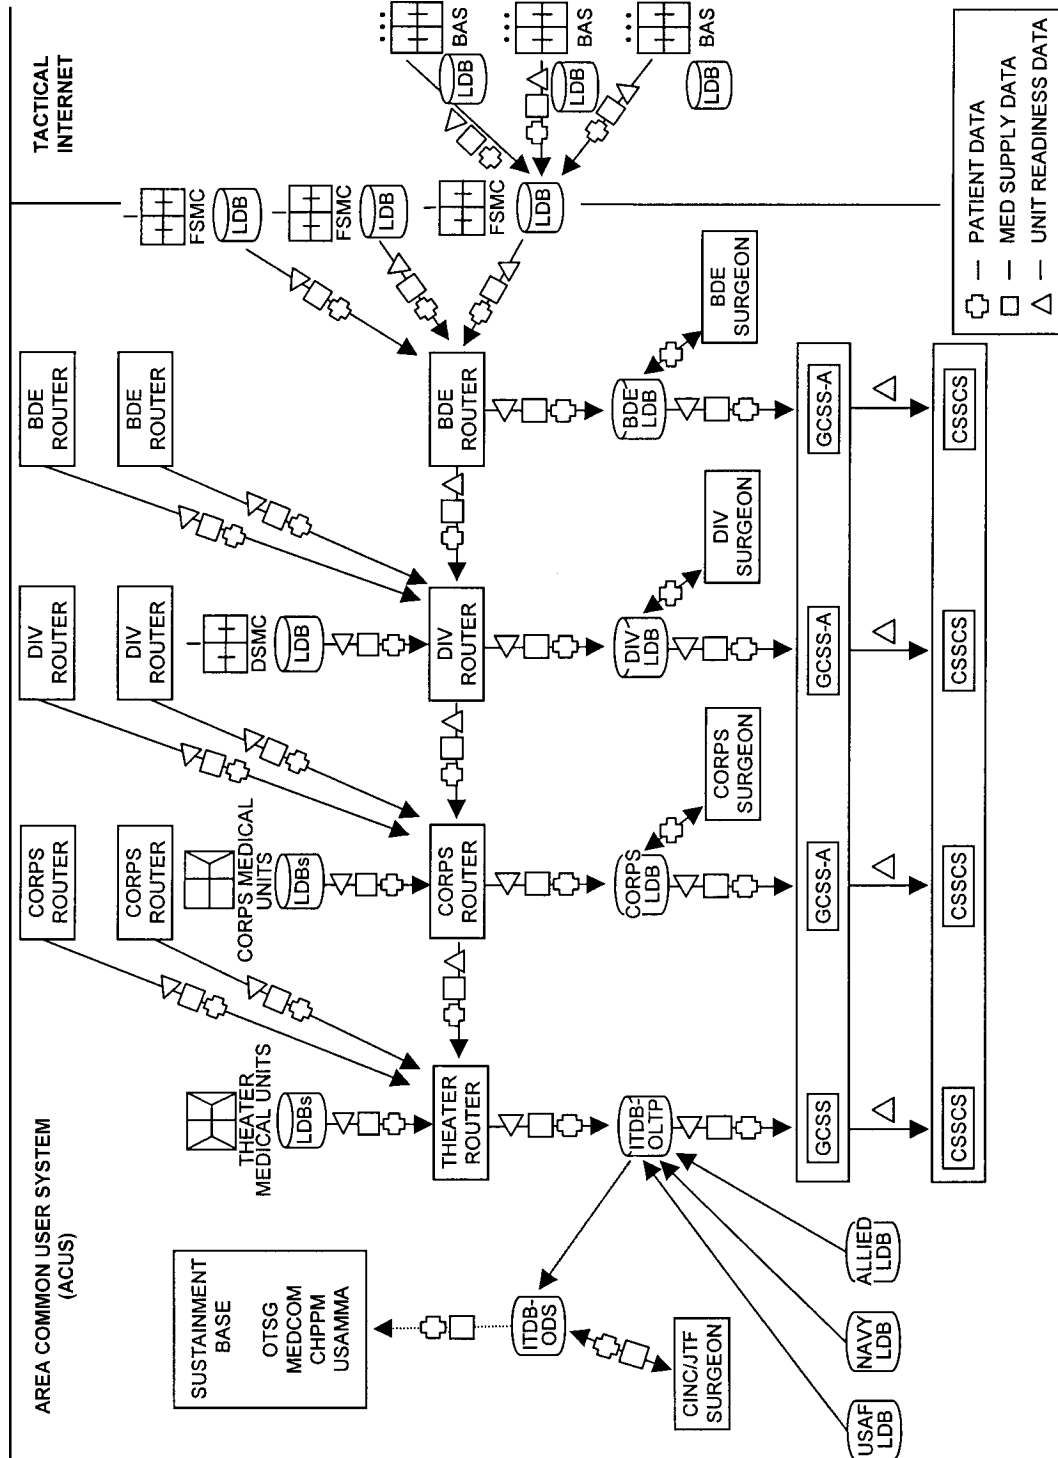 AREA COMMON USER SYSTEM
(ACUS)
TACTICAL
INTERNET
SUSTAINMENT
BASE
OTSG
MEDCOM
CHPPM
USAMMA
THEATER
MEDICAL UNITS
LDBs
CORPS
ROUTER
CORPS
ROUTER
CORPS MEDICAL
UNITS
LDBs
DIV
ROUTER
DIV
ROUTER
DSMC
LDB
BDE
ROUTER
BDE
ROUTER
FSMC
LDB
FSMC
LDB
FSMC
LDB
BAS
LDB
BAS
LDB
BAS
LDB
THEATER
ROUTER
CORPS
ROUTER
DIV
ROUTER
BDE
ROUTER
ITDB-
ODS
ITDB-
OLTP
CORPS
LDB
DIV
LDB
BDE
LDB
CINC/JTF
SURGEON
CORPS
SURGEON
DIV
SURGEON
BDE
SURGEON
USAF
LDB
NAVY
LDB
ALLIED
LDB
GCSS
GCSS-A
GCSS-A
GCSS-A
CSSCS
CSSCS
CSSCS
CSSCS
— PATIENT DATA
— MED SUPPLY DATA
— UNIT READINESS DATA